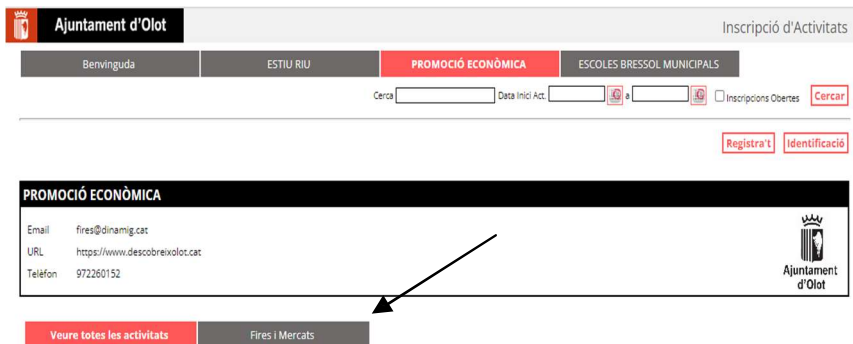 Ajuntament d'Olot
Inscripció d'Activitats
Benvinguda ESTIU RIU PROMOCIÓ ECONÒMICA ESCOLES BRESSOL MUNICIPALS
Cerca Data Inici Act. a Inscripcions Obertes Cercar
Registra't Identificació
PROMOCIÓ ECONÒMICA
Email fires@dinamig.cat
URL https://www.descobreixolot.cat
Telèfon 972260152
Ajuntament
d'Olot
Veure totes les activitats Fires i Mercats